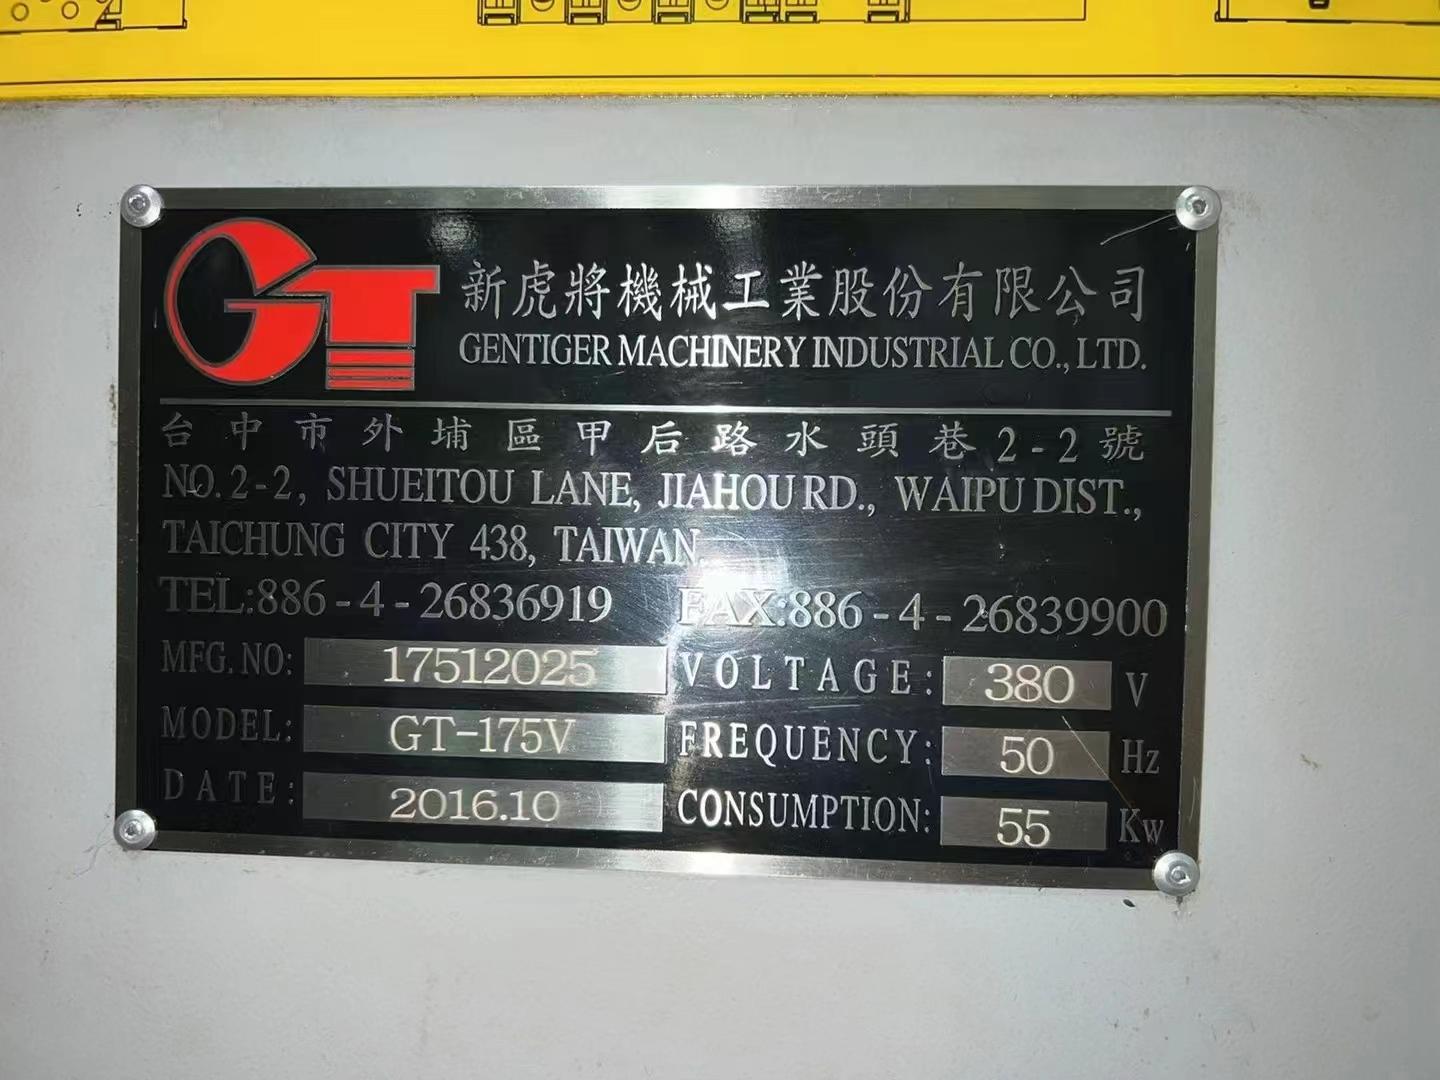 GT
新虎將機械工業股份有限公司
GENTIGER MACHINERY INDUSTRIAL CO., LTD.
台中市外埔區甲后路水頭巷2-2號
NO.2-2, SHUEITOU LANE, JIAHOU RD., WAIPU DIST.,
TAICHUNG CITY 438, TAIWAN.
TEL:886-4-26836919 FAX:886-4-26839900
MFG. NO: 17512025 VOLTAGE: 380 V
MODEL: GT-175V FREQUENCY: 50 Hz
DATE: 2016.10 CONSUMPTION: 55 Kw